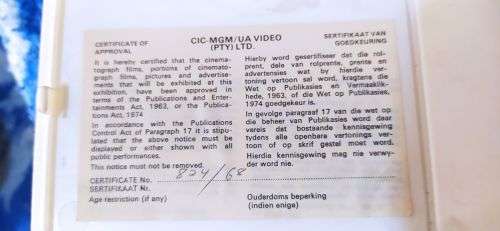 CERTIFICATE OF
APPROVAL
CIC-MGM/UA VIDEO
(PTY) LTD.
SERTIFIKAAT VAN
GOEDKEURING
It is hereby certified that the cinema-
tograph films, portions of cinemato-
graph films, pictures and advertise-
ments that will be exhibited at this
exhibition, have been approved in
terms of the Publications and Enter-
tainments Act, 1963, or the Publica-
tions Act, 1974
In accordance with the Publications
Control Act of Paragraph 17 it is stipu-
lated that the above notice must be
displayed or either shown with all
public performances.
This notice must not be removed.
Hierby word gesertifiseer dat die rol-
prent, dele van rolprente, prente en
advertensies wat by hierdie ver-
toning vertoon sal word, kragtens die
Wet op Publikasies en Vermaaklik-
hede, 1963, of die Wet op Publikasies,
1974 goedgekeur is.
In gevolge paragraaf 17 van die wet op
die beheer van Publikasies word daar
vereis dat bostaande kennisgewing
tydens alle openbare vertonings ver-
toon of op skrif gestel moet word.
Hierdie kennisgewing mag nie verwy-
der word nie.
CERTIFICATE No. 824/68
SERTIFIKAAT Nr.
Age restriction (if any)
Ouderdoms beperking
(indien enige)